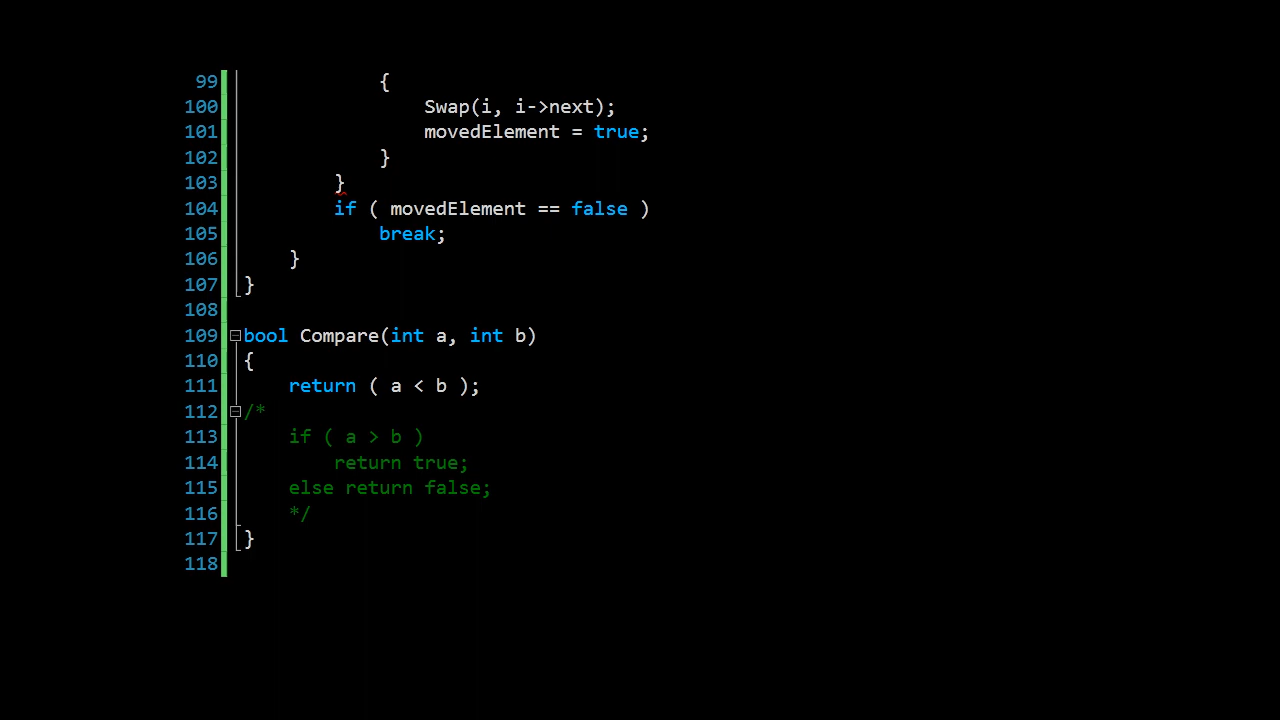 99 {
100 Swap(i, i->next);
101 movedElement = true;
102 }
103 }
104 if ( movedElement == false )
105 break;
106 }
107 }
108
109 bool Compare(int a, int b)
110 {
111 return ( a < b );
112 /*
113 if ( a > b )
114 return true;
115 else return false;
116 */
117 }
118